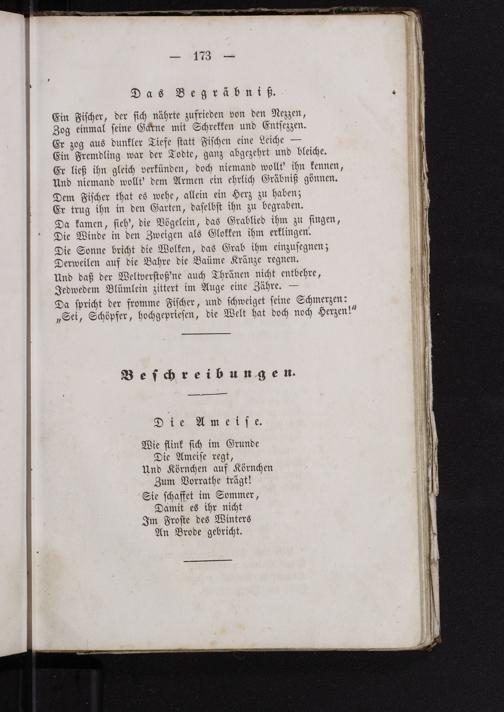 — 173 —
Das Begräbniß.
Ein Fischer, der sich nährte zufrieden von den Nezzen,
Zog einmal seine Garne mit Schrekken und Entsezzen.
Er zog aus dunkler Tiefe statt Fischen eine Leiche —
Ein Fremdling war der Todte, ganz abgezehrt und bleiche.
Er ließ ihn gleich verkünden, doch niemand wollt' ihn kennen,
Und niemand wollt' dem Armen ein ehrlich Gräbniß gönnen.
Dem Fischer that es wehe, allein ein Herz zu haben;
Er trug ihn in den Garten, daselbst ihn zu begraben.
Da kamen, sieh', die Vögelein, das Grablied ihm zu singen,
Die Winde in den Zweigen als Glokken ihm erklingen.
Die Sonne bricht die Wolken, das Grab ihm einzusegnen;
Derweilen auf die Bahre die Baüme Kränze regnen.
Und daß der Weltverstoß'ne auch Thränen nicht entbehre,
Jedwedem Blümlein zittert im Auge eine Zähre. —
Da spricht der fromme Fischer, und schweiget seine Schmerzen:
„Sei, Schöpfer, hochgepriesen, die Welt hat doch noch Herzen!“
Beschreibungen.
Die Ameise.
Wie flink sich im Grunde
Die Ameise regt,
Und Körnchen auf Körnchen
Zum Vorrathe trägt!
Sie schaffet im Sommer,
Damit es ihr nicht
Im Froste des Winters
An Brode gebricht.